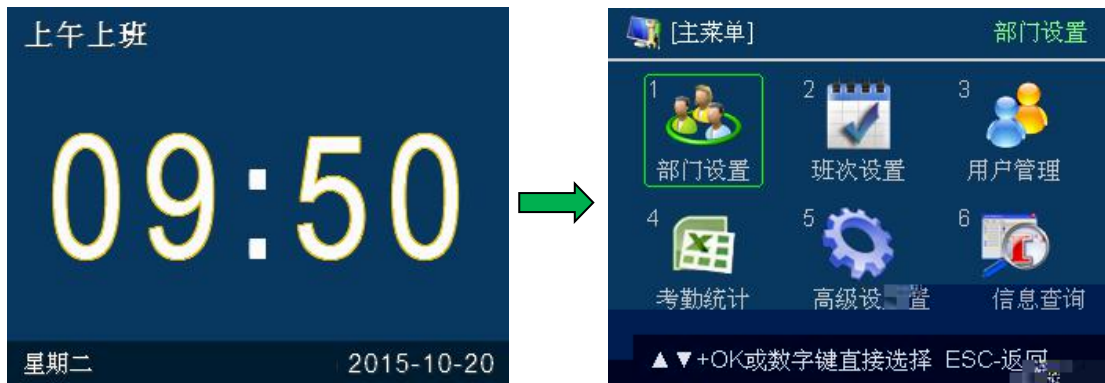 上午上班
09:50
星期二 2015-10-20
[主菜单] 部门设置
1 2 3
部门设置 班次设置 用户管理
4 5 6
考勤统计 高级设置 信息查询
▲▼+OK或数字键直接选择 ESC-返回